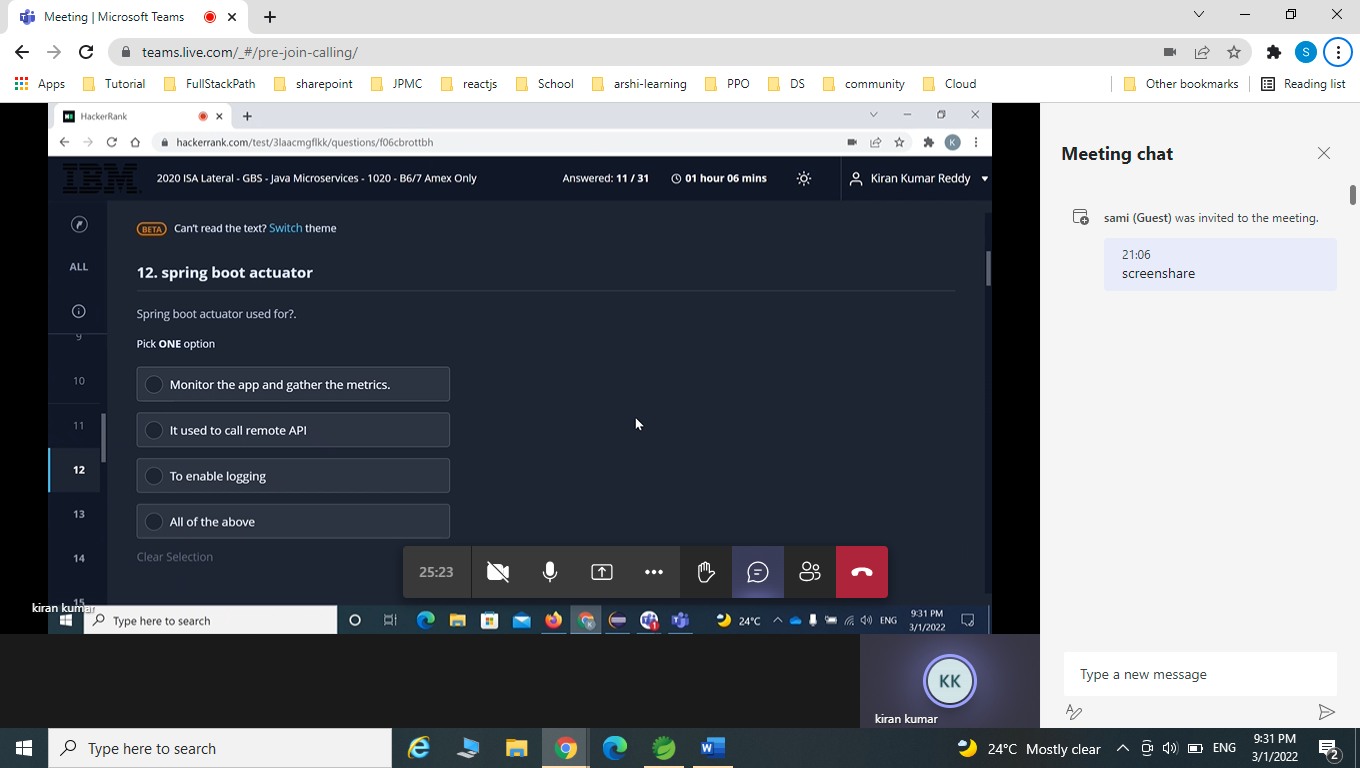 Meeting | Microsoft Teams
teams.live.com/_#/pre-join-calling/
S
Apps Tutorial FullStackPath sharepoint JPMC reactjs School arshi-learning PPO DS community Cloud Other bookmarks Reading list
HackerRank
hackerrank.com/test/3laacmgflkk/questions/f06cbrottbh
K
IBM. 2020 ISA Lateral - GBS - Java Microservices - 1020 - B6/7 Amex Only Answered: 11 / 31 01 hour 06 mins Kiran Kumar Reddy
BETA Can't read the text? Switch theme
ALL
12. spring boot actuator
Spring boot actuator used for?.
9
Pick ONE option
10
Monitor the app and gather the metrics.
11
It used to call remote API
12
To enable logging
13
All of the above
14
Clear Selection
15
25:23
kiran kumar
Type here to search
24°C ENG
9:31 PM
3/1/2022
KK
kiran kumar
Meeting chat
sami (Guest) was invited to the meeting.
21:06
screenshare
Type a new message
Type here to search
24°C Mostly clear ENG
9:31 PM
3/1/2022
2